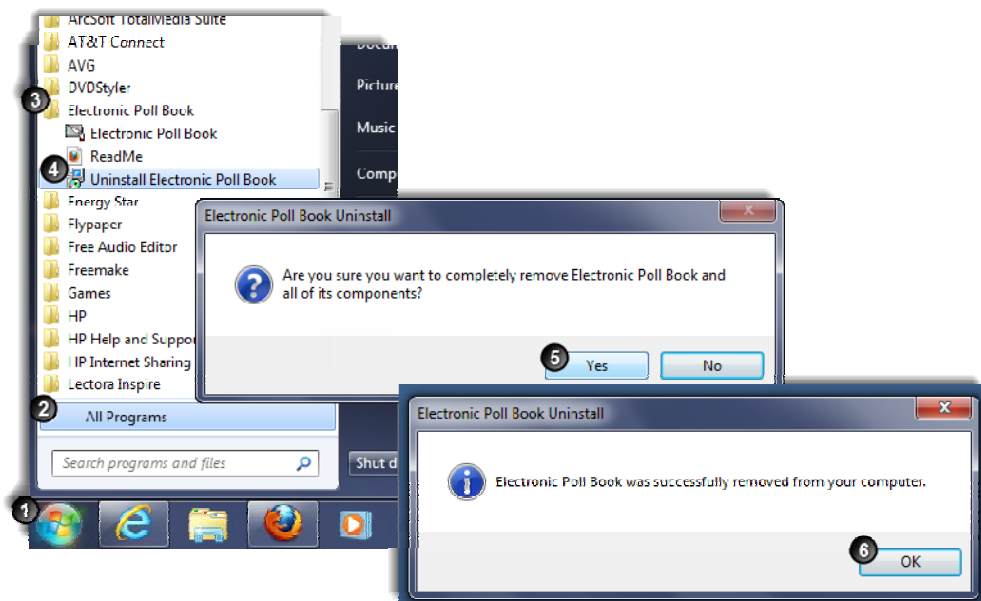 ArcSoft TotalMedia Suite
AT&T Connect
AVG
DVDStyler
3
Electronic Poll Book
Electronic Poll Book
ReadMe
4
Uninstall Electronic Poll Book
Energy Star
Flypaper
Free Audio Editor
Freemake
Games
HP
HP Help and Suppor
HP Internet Sharing
Lectora Inspire
2
All Programs
Search programs and files
1
Docum
Picture
Music
Comp
Shut d
Electronic Poll Book Uninstall
X
Are you sure you want to completely remove Electronic Poll Book and
all of its components?
5
Yes
No
Electronic Poll Book Uninstall
X
Electronic Poll Book was successfully removed from your computer.
6
OK